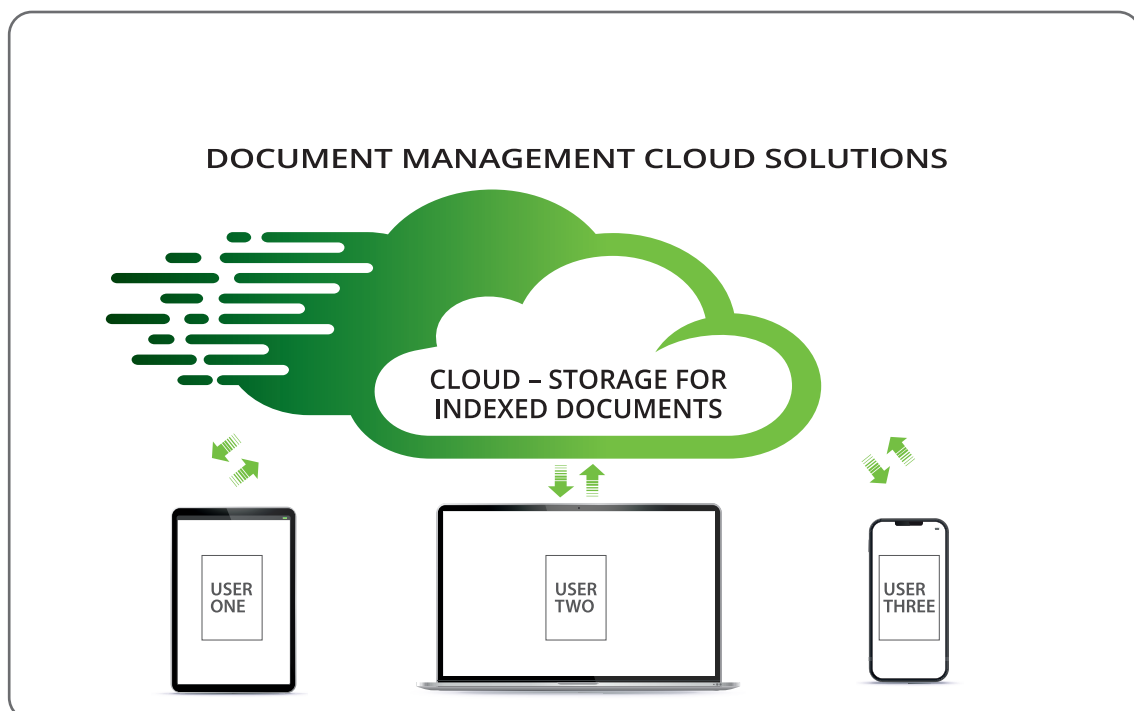 DOCUMENT MANAGEMENT CLOUD SOLUTIONS
CLOUD – STORAGE FOR
INDEXED DOCUMENTS
USER
ONE
USER
TWO
USER
THREE